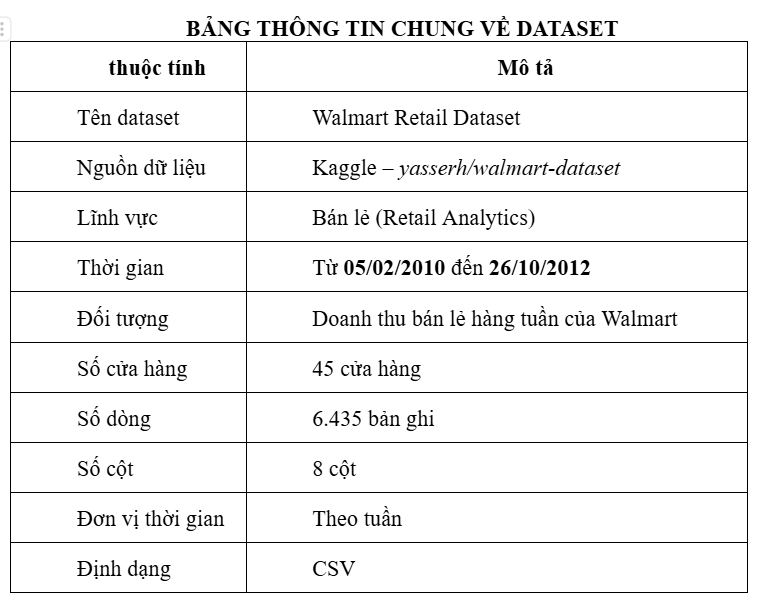 BẢNG THÔNG TIN CHUNG VỀ DATASET
thuộc tính Mô tả
Tên dataset Walmart Retail Dataset
Nguồn dữ liệu Kaggle – yasserh/walmart-dataset
Lĩnh vực Bán lẻ (Retail Analytics)
Thời gian Từ 05/02/2010 đến 26/10/2012
Đối tượng Doanh thu bán lẻ hàng tuần của Walmart
Số cửa hàng 45 cửa hàng
Số dòng 6.435 bản ghi
Số cột 8 cột
Đơn vị thời gian Theo tuần
Định dạng CSV